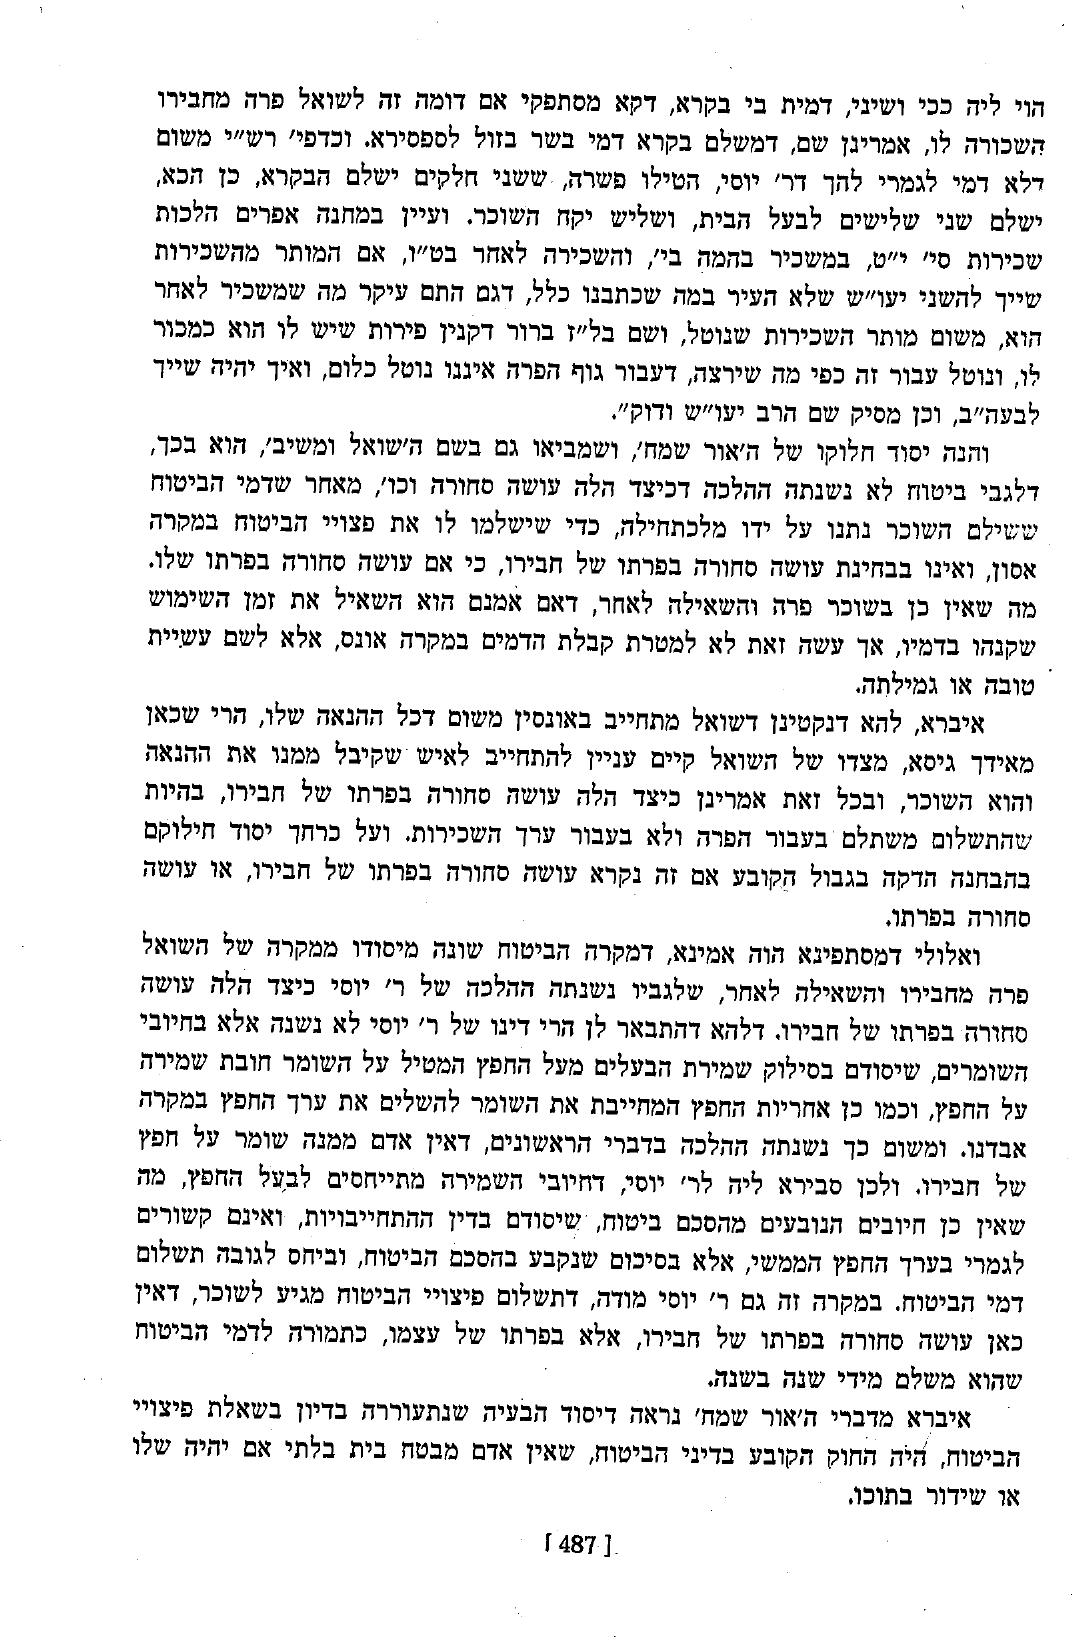 הוי ליה ככי ושיני, דמית בי בקרא, דקא מסתפקי אם דומה זה לשואל פרה מחבירו
השכורה לו, אמרינן שם, דמשלם בקרא דמי בשר בזול לספסירא. וכדפי׳ רש״י משום
דלא דמי לגמרי להך דר׳ יוסי, הטילו פשרה, ששני חלקים ישלם הבקרא, כן הכא,
ישלם שני שלישים לבעל הבית, ושליש יקח השוכר. ועיין במחנה אפרים הלכות
שכירות סי׳ י״ט, במשכיר בהמה בי׳, והשכירה לאחר בט״ו, אם המותר מהשכירות
שייך להשני יעו״ש שלא העיר במה שכתבנו כלל, דגם התם עיקר מה שמשכיר לאחר
הוא, משום מותר השכירות שנוטל, ושם בל״ז ברור דקנין פירות שיש לו הוא כמכור
לו, ונוטל עבור זה כפי מה שירצה, דעבור גוף הפרה איננו נוטל כלום, ואיך יהיה שייך
לבעה״ב, וכן מסיק שם הרב יעו״ש ודוק״.
והנה יסוד חלוקו של ה׳אור שמח׳, ושמביאו גם בשם ה׳שואל ומשיב׳, הוא בכך,
דלגבי ביטוח לא נשנתה ההלכה דכיצד הלה עושה סחורה וכו׳, מאחר שדמי הביטוח
ששילם השוכר נתנו על ידו מלכתחילה, כדי שישלמו לו את פצויי הביטוח במקרה
אסון, ואינו בבחינת עושה סחורה בפרתו של חבירו, כי אם עושה סחורה בפרתו שלו.
מה שאין כן בשוכר פרה והשאילה לאחר, דאם אמנם הוא השאיל את זמן השימוש
שקנהו בדמיו, אך עשה זאת לא למטרת קבלת הדמים במקרה אונס, אלא לשם עשיית
טובה או גמילתה.
איברא, להא דנקטינן דשואל מתחייב באונסין משום דכל ההנאה שלו, הרי שכאן
מאידך גיסא, מצדו של השואל קיים עניין להתחייב לאיש שקיבל ממנו את ההנאה
והוא השוכר, ובכל זאת אמרינן כיצד הלה עושה סחורה בפרתו של חבירו, בהיות
שהתשלום משתלם בעבור הפרה ולא בעבור ערך השכירות. ועל כרחך יסוד חילוקם
בהבחנה הדקה בגבול הקובע אם זה נקרא עושה סחורה בפרתו של חבירו, או עושה
סחורה בפרתו.
ואלולי דמסתפינא הוה אמינא, דמקרה הביטוח שונה מיסודו ממקרה של השואל
פרה מחבירו והשאילה לאחר, שלגביו נשנתה ההלכה של ר׳ יוסי כיצד הלה עושה
סחורה בפרתו של חבירו. דלהא דהתבאר לן הרי דינו של ר׳ יוסי לא נשנה אלא בחיובי
השומרים, שיסודם בסילוק שמירת הבעלים מעל החפץ המטיל על השומר חובת שמירה
על החפץ, וכמו כן אחריות החפץ המחייבת את השומר להשלים את ערך החפץ במקרה
אבדנו. ומשום כך נשנתה ההלכה בדברי הראשונים, דאין אדם ממנה שומר על חפץ
של חבירו. ולכן סבירא ליה לר׳ יוסי, דחיובי השמירה מתייחסים לבעל החפץ, מה
שאין כן חיובים הנובעים מהסכם ביטוח, שיסודם בדין ההתחייבויות, ואינם קשורים
לגמרי בערך החפץ הממשי, אלא בסיכום שנקבע בהסכם הביטוח, וביחס לגובה תשלום
דמי הביטוח. במקרה זה גם ר׳ יוסי מודה, דתשלום פיצויי הביטוח מגיע לשוכר, דאין
כאן עושה סחורה בפרתו של חבירו, אלא בפרתו של עצמו, כתמורה לדמי הביטוח
שהוא משלם מידי שנה בשנה.
איברא מדברי ה׳אור שמח׳ נראה דיסוד הבעיה שנתעוררה בדיון בשאלת פיצויי
הביטוח, היה החוק הקובע בדיני הביטוח, שאין אדם מבטח בית בלתי אם יהיה שלו
או שידור בתוכו.
[ 487 ]